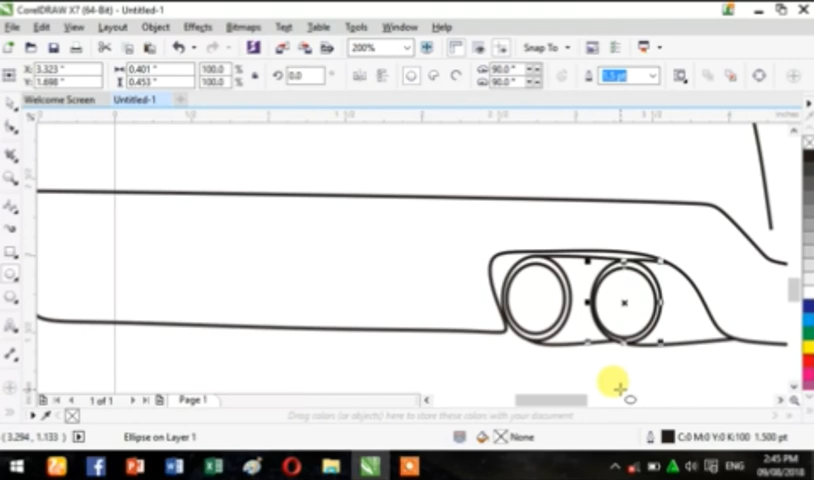 CorelDRAW X7 (64-Bit) - Untitled-1
File Edit View Layout Object Effects Bitmaps Text Table Tools Window Help
200% Snap To
X: 3.323 " 0.401 " 100.0 % 0.0 90.0 ° 1.5 pt
Y: 1.698 " 0.453 " 100.0 % 90.0 °
Welcome Screen Untitled-1
inches
1 of 1 Page 1
Drag colors (or objects) here to store these colors with your document
( 3.294, 1.133 ) Ellipse on Layer 1 None C:0 M:0 Y:0 K:100 1.500 pt
ENG 2:45 PM
09/08/2018